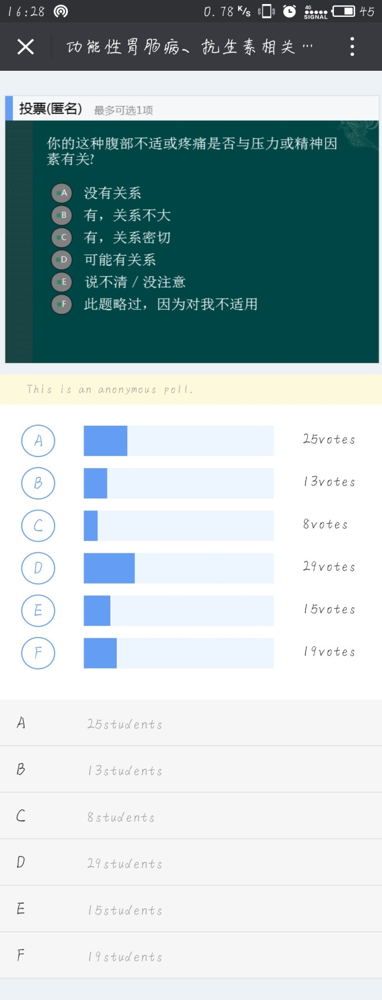 16:28 0.78 K/s 4G SIGNAL 45
功能性胃肠病、抗生素相关…
投票(匿名) 最多可选1项
你的这种腹部不适或疼痛是否与压力或精神因
素有关?
A 没有关系
B 有，关系不大
C 有，关系密切
D 可能有关系
E 说不清 / 没注意
F 此题略过，因为对我不适用
This is an anonymous poll.
A 25votes
B 13votes
C 8votes
D 29votes
E 15votes
F 19votes
A 25students
B 13students
C 8students
D 29students
E 15students
F 19students